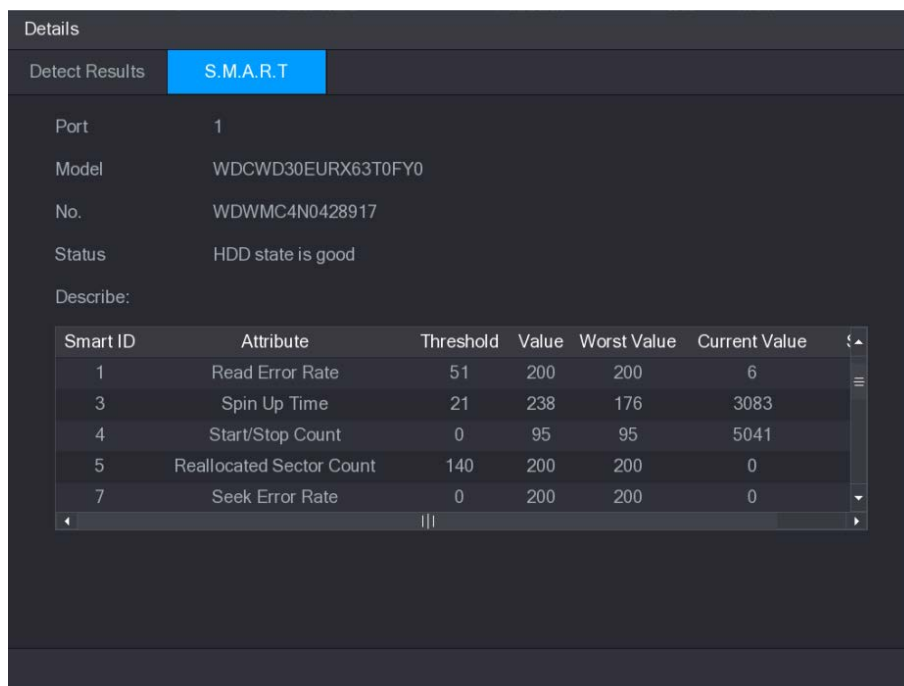 Details
Detect Results S.M.A.R.T
Port 1
Model WDCWD30EURX63T0FY0
No. WDWMC4N0428917
Status HDD state is good
Describe:
Smart ID Attribute Threshold Value Worst Value Current Value
1 Read Error Rate 51 200 200 6
3 Spin Up Time 21 238 176 3083
4 Start/Stop Count 0 95 95 5041
5 Reallocated Sector Count 140 200 200 0
7 Seek Error Rate 0 200 200 0